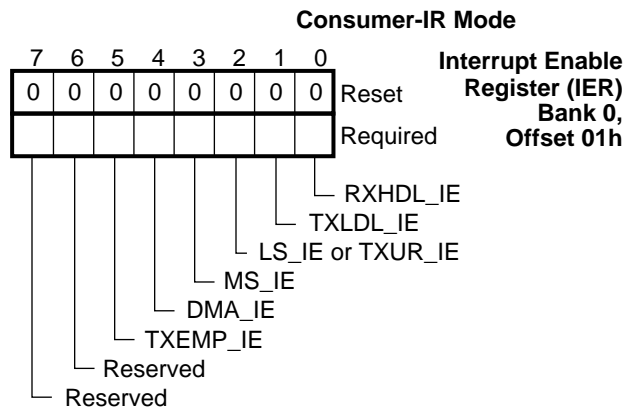 Consumer-IR Mode
7 6 5 4 3 2 1 0
Interrupt Enable
Register (IER)
Bank 0,
Offset 01h
0 0 0 0 0 0 0 0 Reset
Required
RXHDL_IE
TXLDL_IE
LS_IE or TXUR_IE
MS_IE
DMA_IE
TXEMP_IE
Reserved
Reserved